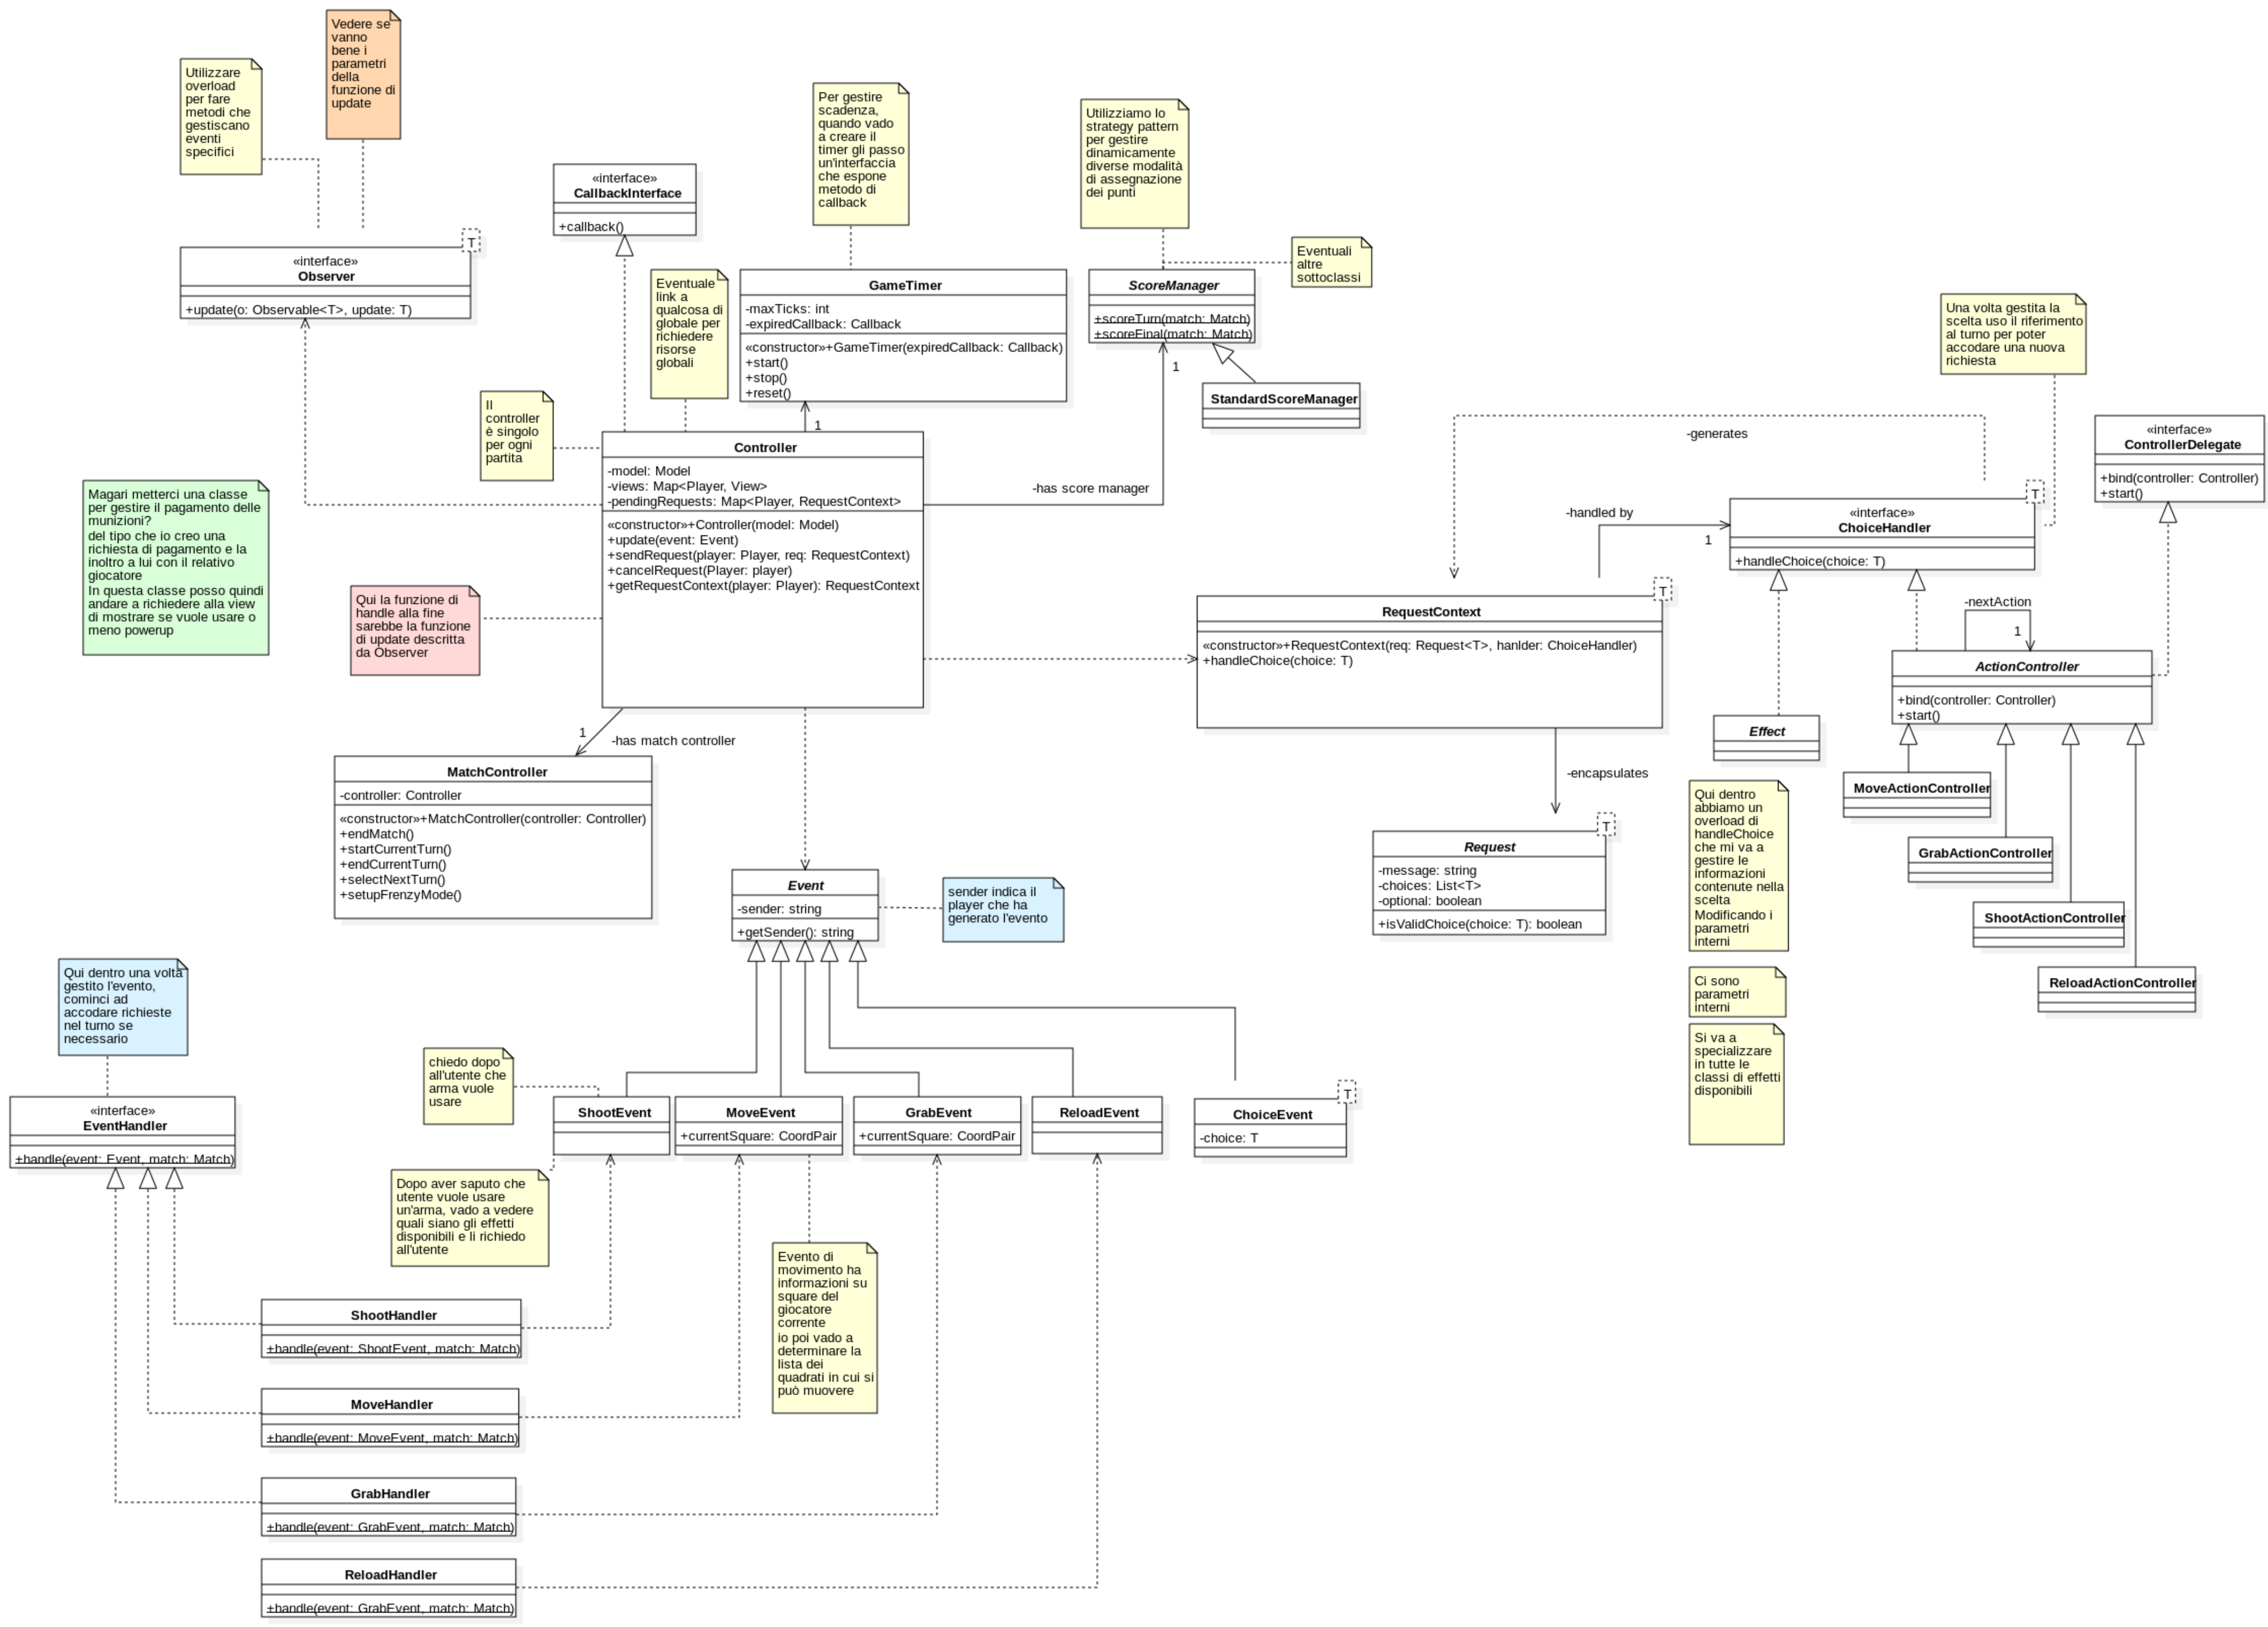 Vedere se
vanno
bene i
parametri
della
funzione di
update
Utilizzare
overload
per fare
metodi che
gestiscano
eventi
specifici
Per gestire
scadenza,
quando vado
a creare il
timer gli passo
un'interfaccia
che espone
metodo di
callback
Utilizziamo lo
strategy pattern
per gestire
dinamicamente
diverse modalità
di assegnazione
dei punti
«interface»
CallbackInterface
+callback()
T
«interface»
Observer
+update(o: Observable<T>, update: T)
Eventuale
link a
qualcosa di
globale per
richiedere
risorse
globali
GameTimer
-maxTicks: int
-expiredCallback: Callback
«constructor»+GameTimer(expiredCallback: Callback)
+start()
+stop()
+reset()
1
ScoreManager
+scoreTurn(match: Match)
+scoreFinal(match: Match)
1
Eventuali
altre
sottoclassi
StandardScoreManager
Una volta gestita la
scelta uso il riferimento
al turno per poter
accodare una nuova
richiesta
Il
controller
è singolo
per ogni
partita
Controller
-model: Model
-views: Map<Player, View>
-pendingRequests: Map<Player, RequestContext>
«constructor»+Controller(model: Model)
+update(event: Event)
+sendRequest(player: Player, req: RequestContext)
+cancelRequest(Player: player)
+getRequestContext(player: Player): RequestContext
-has score manager
-generates
«interface»
ControllerDelegate
+bind(controller: Controller)
+start()
Magari metterci una classe
per gestire il pagamento delle
munizioni?
del tipo che io creo una
richiesta di pagamento e la
inoltro a lui con il relativo
giocatore
In questa classe posso quindi
andare a richiedere alla view
di mostrare se vuole usare o
meno powerup
T
«interface»
ChoiceHandler
+handleChoice(choice: T)
-handled by
1
Qui la funzione di
handle alla fine
sarebbe la funzione
di update descritta
da Observer
T
RequestContext
«constructor»+RequestContext(req: Request<T>, hanlder: ChoiceHandler)
+handleChoice(choice: T)
-nextAction
1
ActionController
+bind(controller: Controller)
+start()
Effect
1
-has match controller
MatchController
-controller: Controller
«constructor»+MatchController(controller: Controller)
+endMatch()
+startCurrentTurn()
+endCurrentTurn()
+selectNextTurn()
+setupFrenzyMode()
-encapsulates
T
Request
-message: string
-choices: List<T>
-optional: boolean
+isValidChoice(choice: T): boolean
Qui dentro
abbiamo un
overload di
handleChoice
che mi va a
gestire le
informazioni
contenute nella
scelta
Modificando i
parametri
interni
MoveActionController
GrabActionController
ShootActionController
ReloadActionController
Event
-sender: string
+getSender(): string
sender indica il
player che ha
generato l'evento
Ci sono
parametri
interni
Si va a
specializzare
in tutte le
classi di effetti
disponibili
Qui dentro una volta
gestito l'evento,
cominci ad
accodare richieste
nel turno se
necessario
«interface»
EventHandler
+handle(event: Event, match: Match)
chiedo dopo
all'utente che
arma vuole
usare
ShootEvent
MoveEvent
+currentSquare: CoordPair
GrabEvent
+currentSquare: CoordPair
ReloadEvent
T
ChoiceEvent
-choice: T
Dopo aver saputo che
utente vuole usare
un'arma, vado a vedere
quali siano gli effetti
disponibili e li richiedo
all'utente
Evento di
movimento ha
informazioni su
square del
giocatore
corrente
io poi vado a
determinare la
lista dei
quadrati in cui si
può muovere
ShootHandler
+handle(event: ShootEvent, match: Match)
MoveHandler
+handle(event: MoveEvent, match: Match)
GrabHandler
+handle(event: GrabEvent, match: Match)
ReloadHandler
+handle(event: GrabEvent, match: Match)